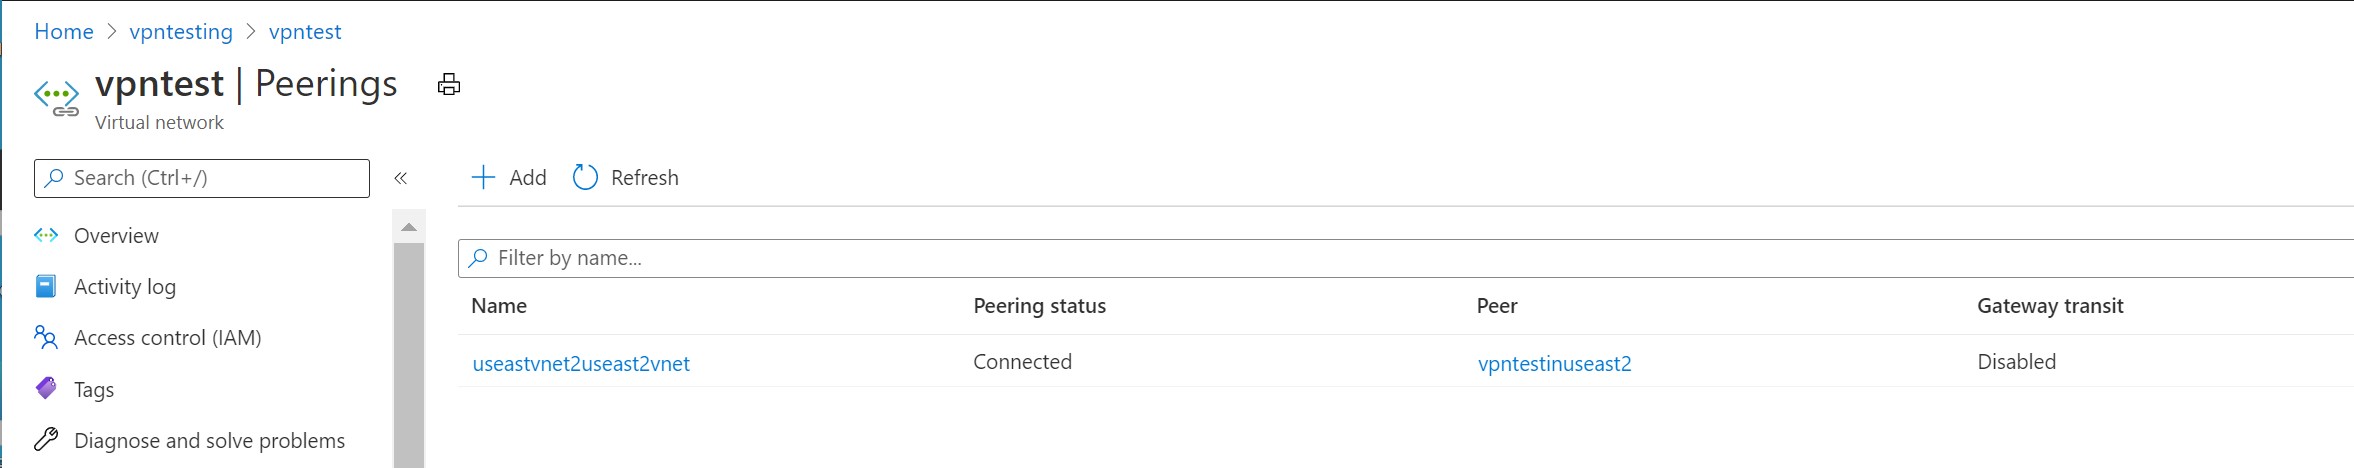 Home > vpntesting > vpntest
vpntest | Peerings
Virtual network
Search (Ctrl+/)
«
Add
Refresh
Overview
Activity log
Access control (IAM)
Tags
Diagnose and solve problems
Filter by name...
Name Peering status Peer Gateway transit
useastvnet2useast2vnet Connected vpntestinuseast2 Disabled